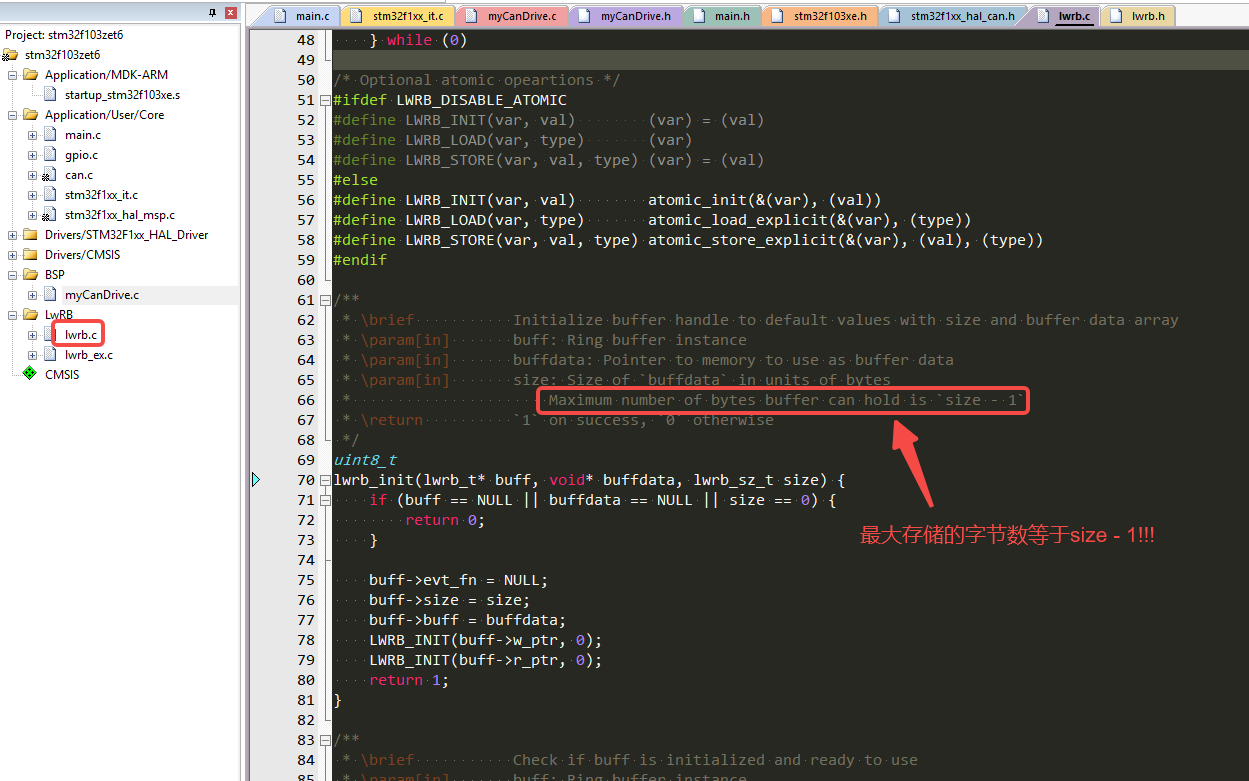 Project: stm32f103zet6
stm32f103zet6
Application/MDK-ARM
startup_stm32f103xe.s
Application/User/Core
main.c
gpio.c
can.c
stm32f1xx_it.c
stm32f1xx_hal_msp.c
Drivers/STM32F1xx_HAL_Driver
Drivers/CMSIS
BSP
myCanDrive.c
LwRB
lwrb.c
lwrb_ex.c
CMSIS
main.c stm32f1xx_it.c myCanDrive.c myCanDrive.h main.h stm32f103xe.h stm32f1xx_hal_can.h lwrb.c lwrb.h
48 } while (0)
49
50 /* Optional atomic opeartions */
51 #ifdef LWRB_DISABLE_ATOMIC
52 #define LWRB_INIT(var, val) (var) = (val)
53 #define LWRB_LOAD(var, type) (var)
54 #define LWRB_STORE(var, val, type) (var) = (val)
55 #else
56 #define LWRB_INIT(var, val) atomic_init(&(var), (val))
57 #define LWRB_LOAD(var, type) atomic_load_explicit(&(var), (type))
58 #define LWRB_STORE(var, val, type) atomic_store_explicit(&(var), (val), (type))
59 #endif
60
61 /**
62 * \brief Initialize buffer handle to default values with size and buffer data array
63 * \param[in] buff: Ring buffer instance
64 * \param[in] buffdata: Pointer to memory to use as buffer data
65 * \param[in] size: Size of `buffdata` in units of bytes
66 * Maximum number of bytes buffer can hold is `size - 1`
67 * \return `1` on success, `0` otherwise
68 */
69 uint8_t
70 lwrb_init(lwrb_t* buff, void* buffdata, lwrb_sz_t size) {
71 if (buff == NULL || buffdata == NULL || size == 0) {
72 return 0;
73 }
最大存储的字节数等于size - 1!!!
74
75 buff->evt_fn = NULL;
76 buff->size = size;
77 buff->buff = buffdata;
78 LWRB_INIT(buff->w_ptr, 0);
79 LWRB_INIT(buff->r_ptr, 0);
80 return 1;
81 }
82
83 /**
84 * \brief Check if buff is initialized and ready to use
85 * \param[in] buff: Ring buffer instance